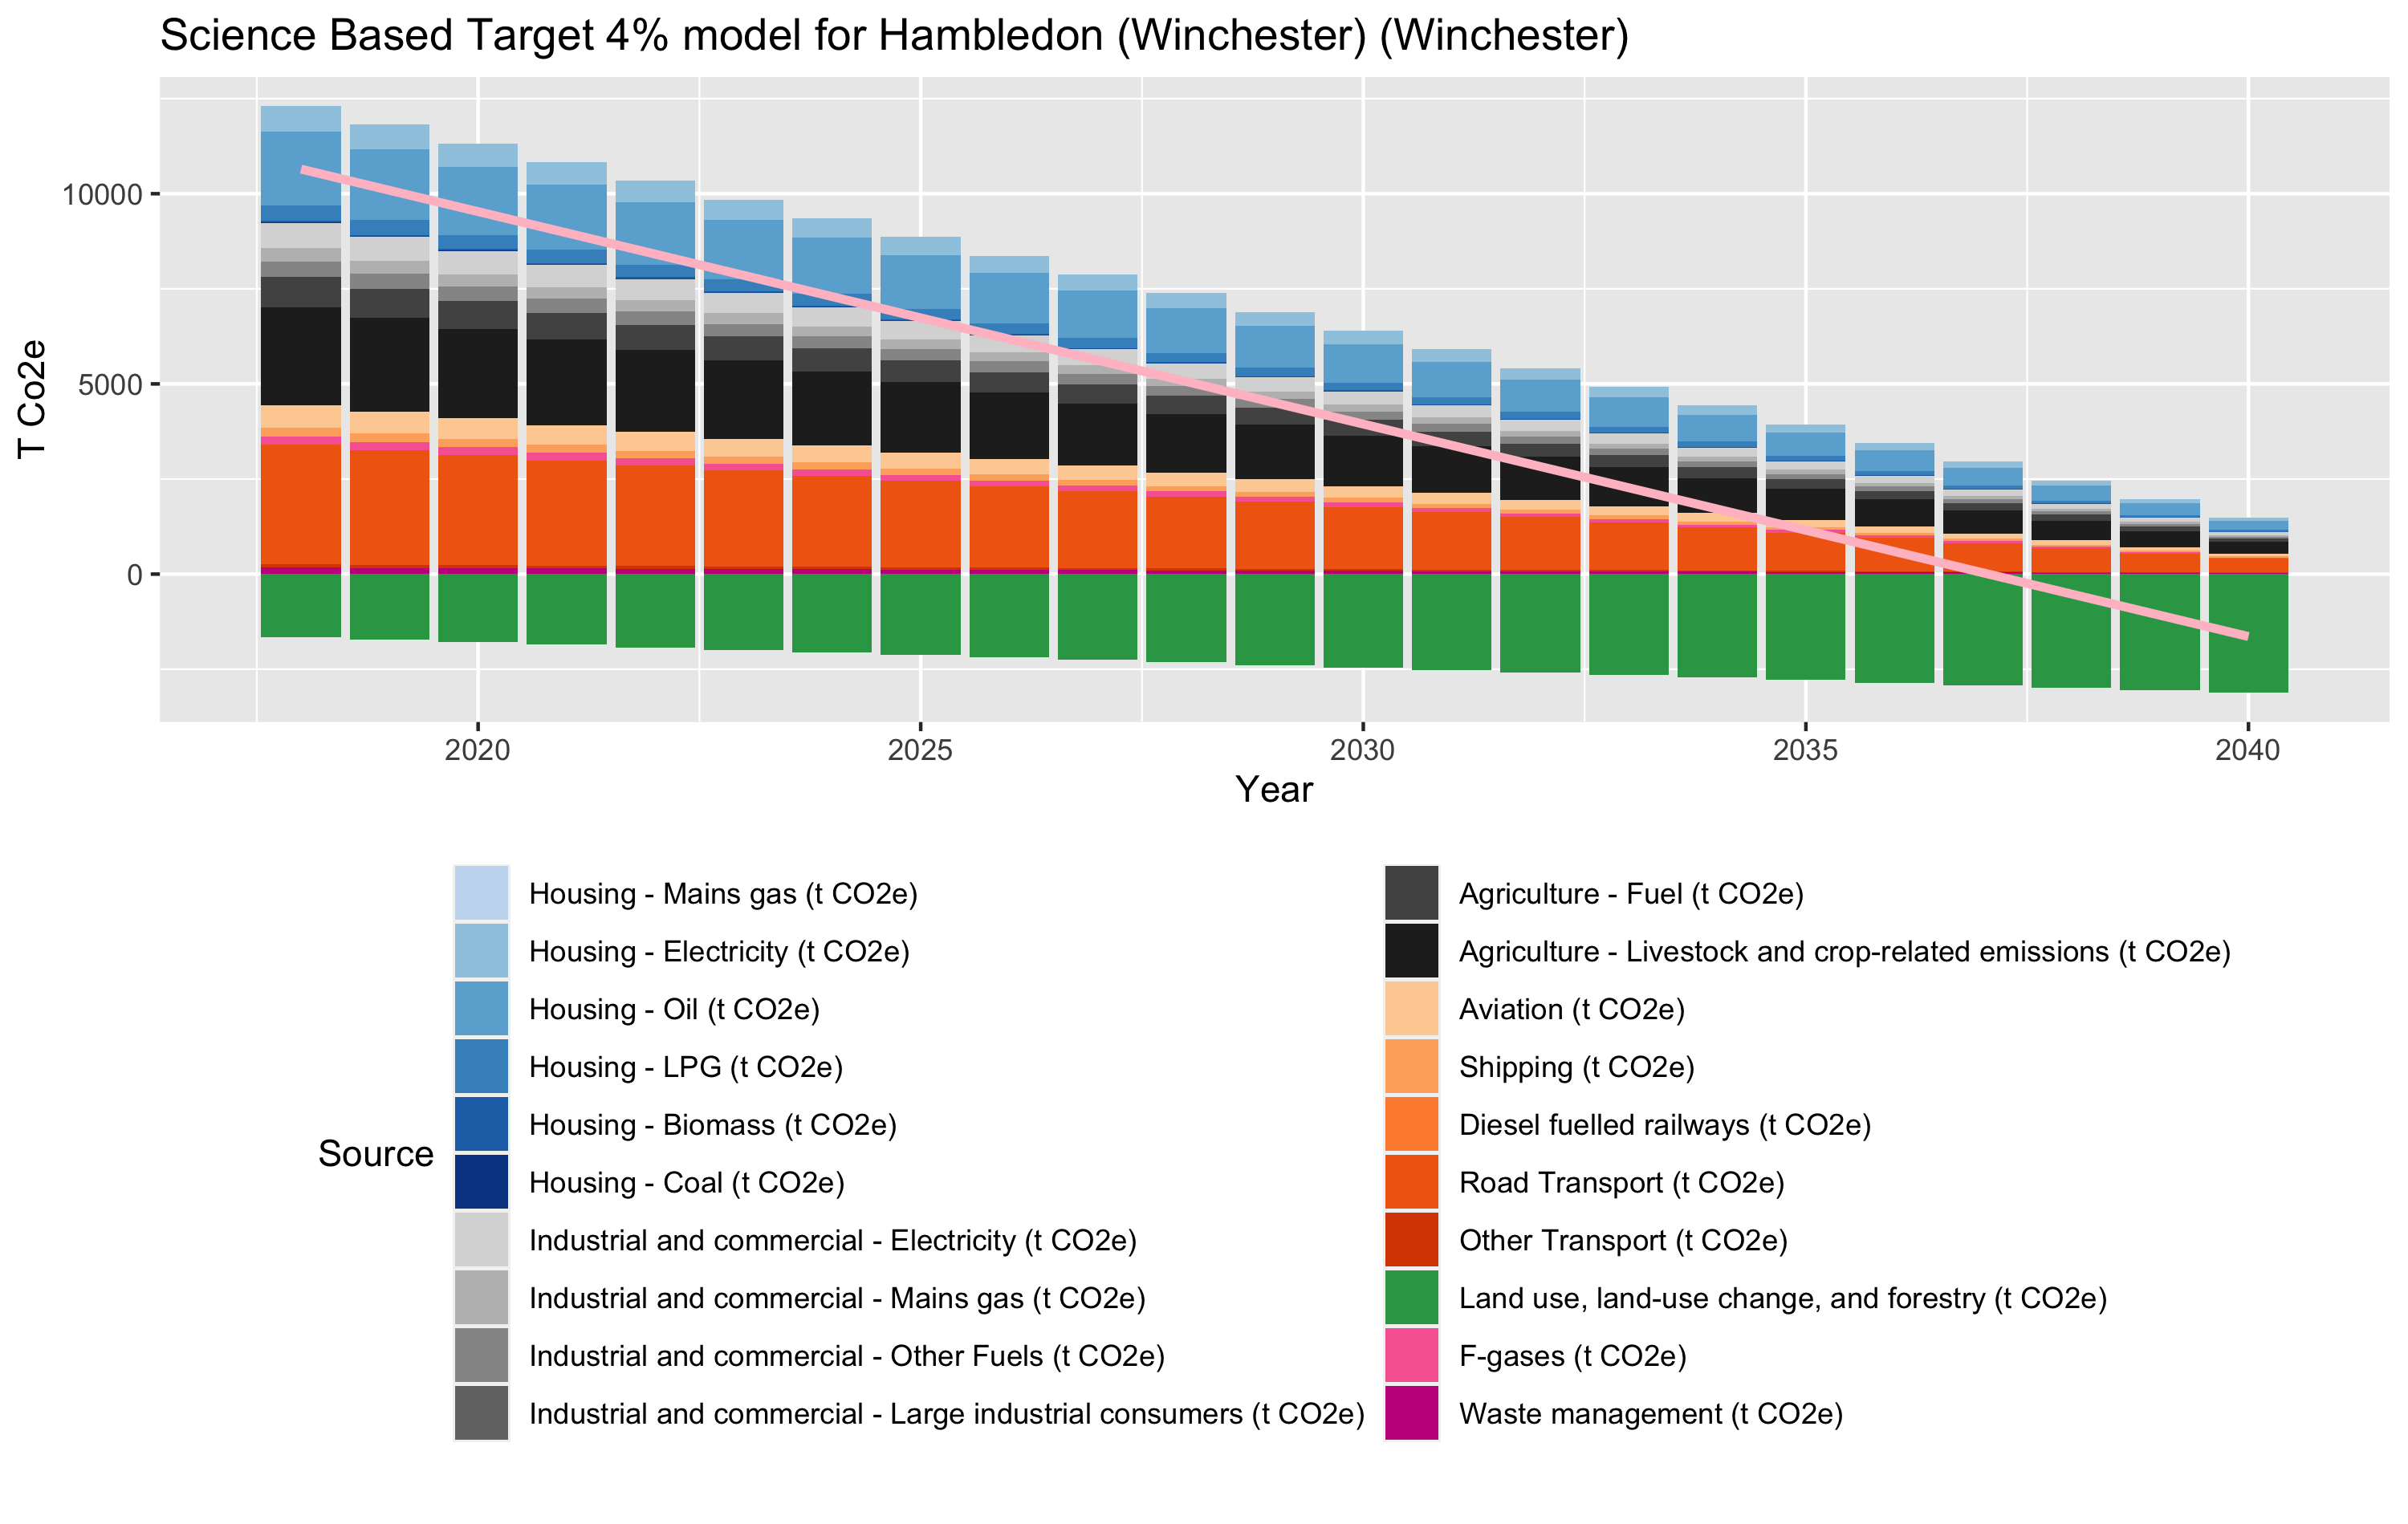 Science Based Target 4% model for Hambledon (Winchester) (Winchester)
T Co2e
10000
5000
0
2020
2025
2030
2035
2040
Year
Source
Housing - Mains gas (t CO2e)
Housing - Electricity (t CO2e)
Housing - Oil (t CO2e)
Housing - LPG (t CO2e)
Housing - Biomass (t CO2e)
Housing - Coal (t CO2e)
Industrial and commercial - Electricity (t CO2e)
Industrial and commercial - Mains gas (t CO2e)
Industrial and commercial - Other Fuels (t CO2e)
Industrial and commercial - Large industrial consumers (t CO2e)
Agriculture - Fuel (t CO2e)
Agriculture - Livestock and crop-related emissions (t CO2e)
Aviation (t CO2e)
Shipping (t CO2e)
Diesel fuelled railways (t CO2e)
Road Transport (t CO2e)
Other Transport (t CO2e)
Land use, land-use change, and forestry (t CO2e)
F-gases (t CO2e)
Waste management (t CO2e)